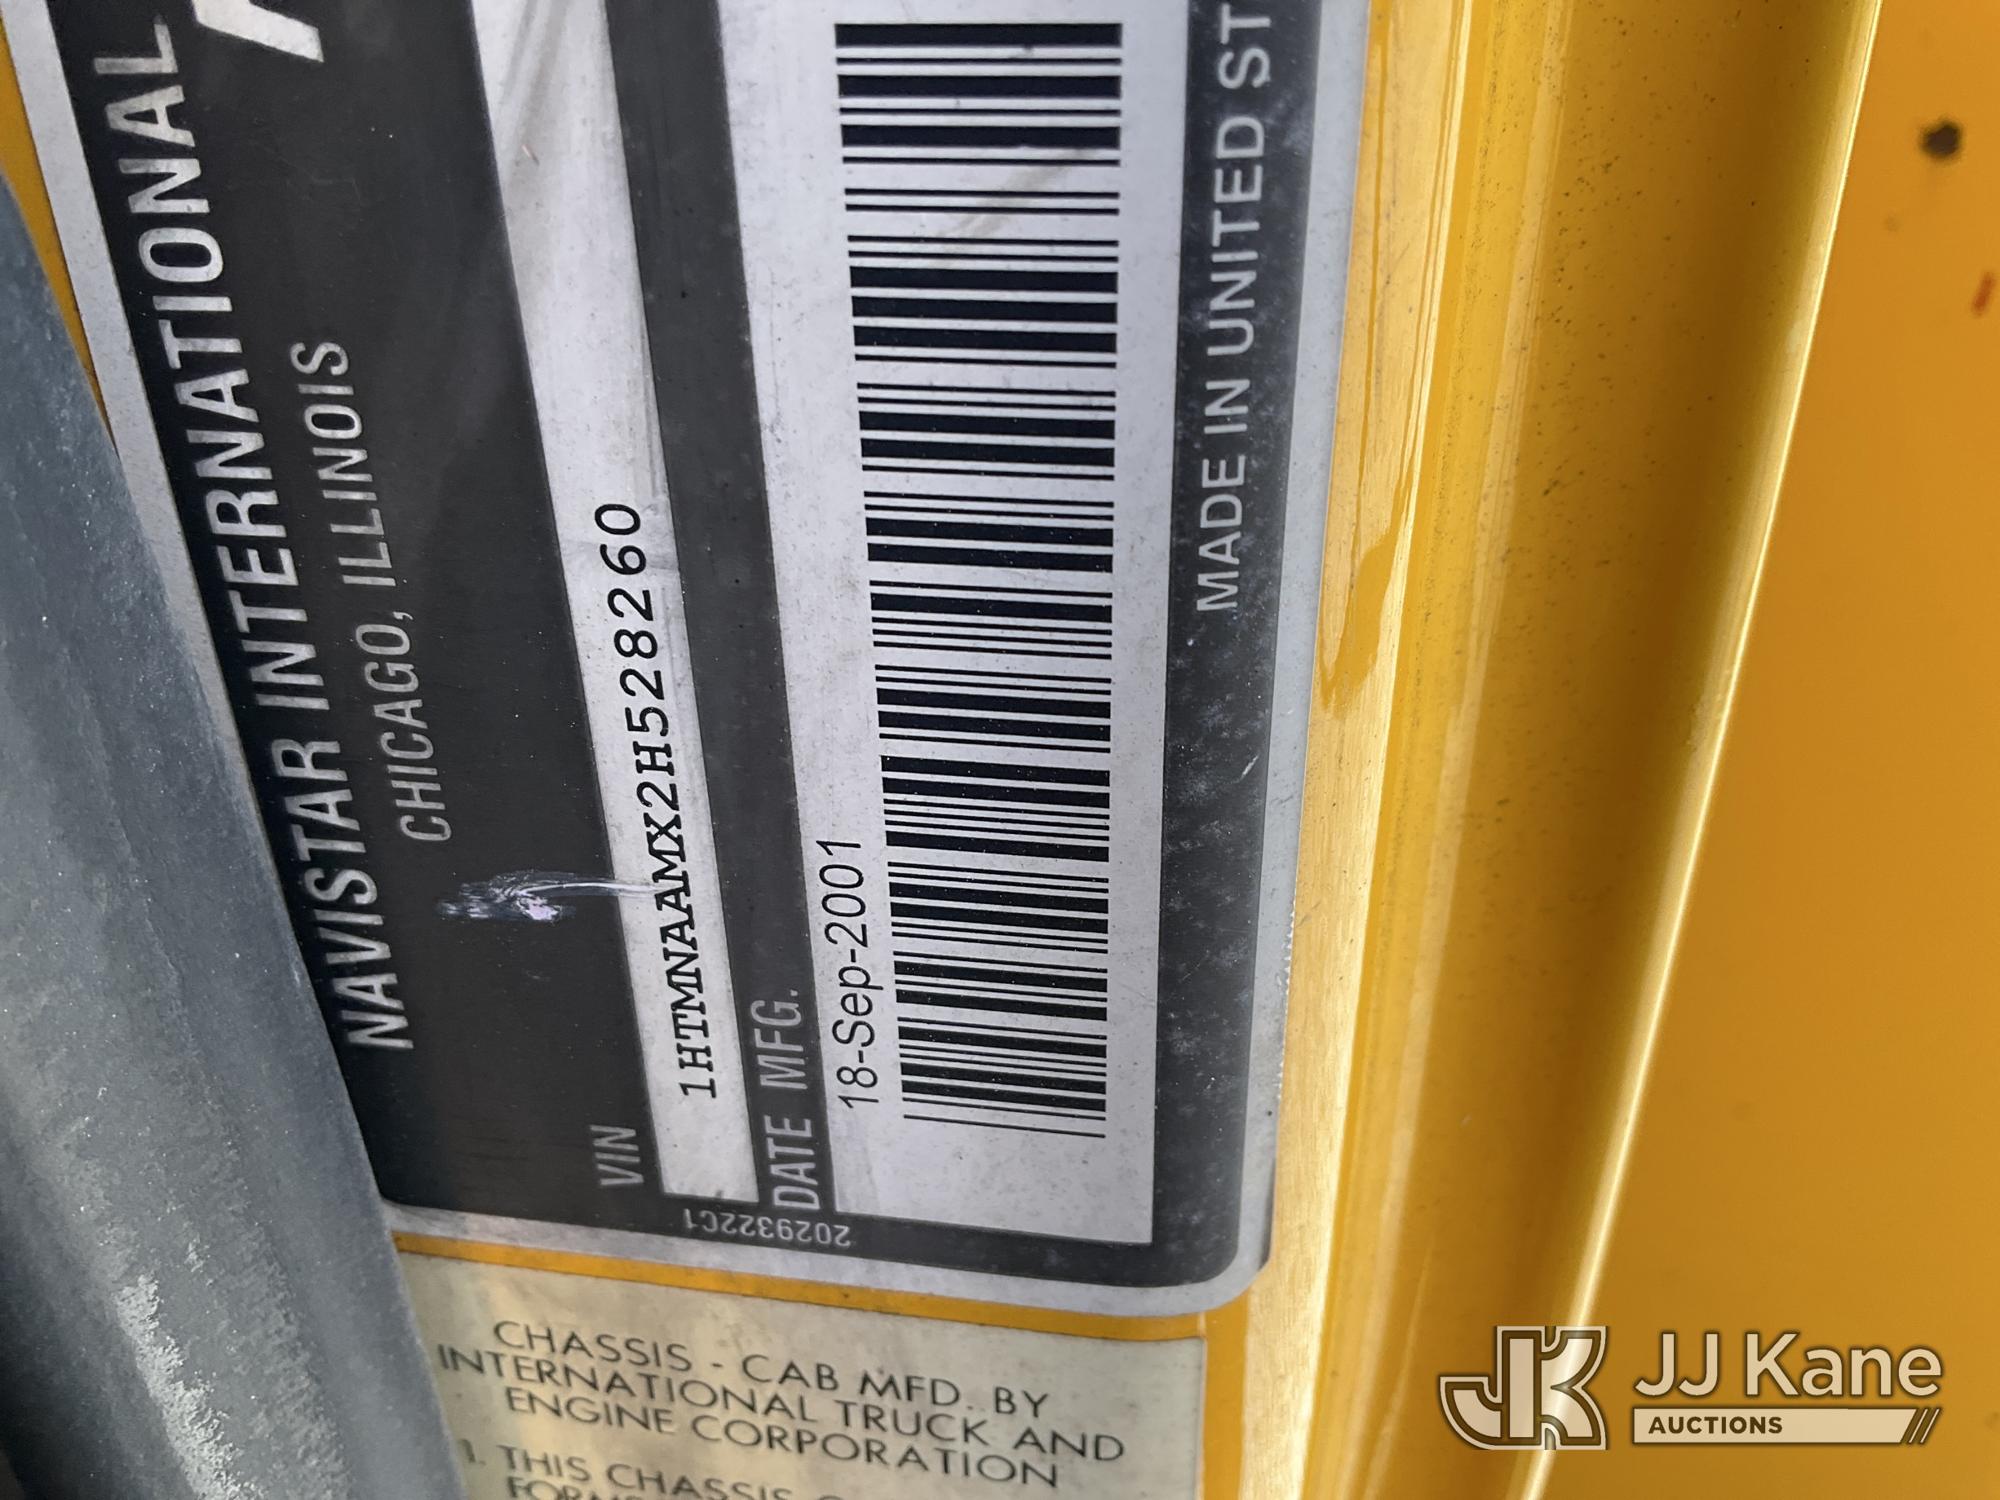 NAVISTAR INTERNATIONAL
CHICAGO, ILLINOIS
VIN
1HTMNAAMX2H528260
DATE MFG.
18-Sep-2001
MADE IN UNITED ST
2029322C1
CHASSIS - CAB MFD. BY
INTERNATIONAL TRUCK AND
ENGINE CORPORATION
1. THIS CHASSIS
JK JJ Kane
AUCTIONS